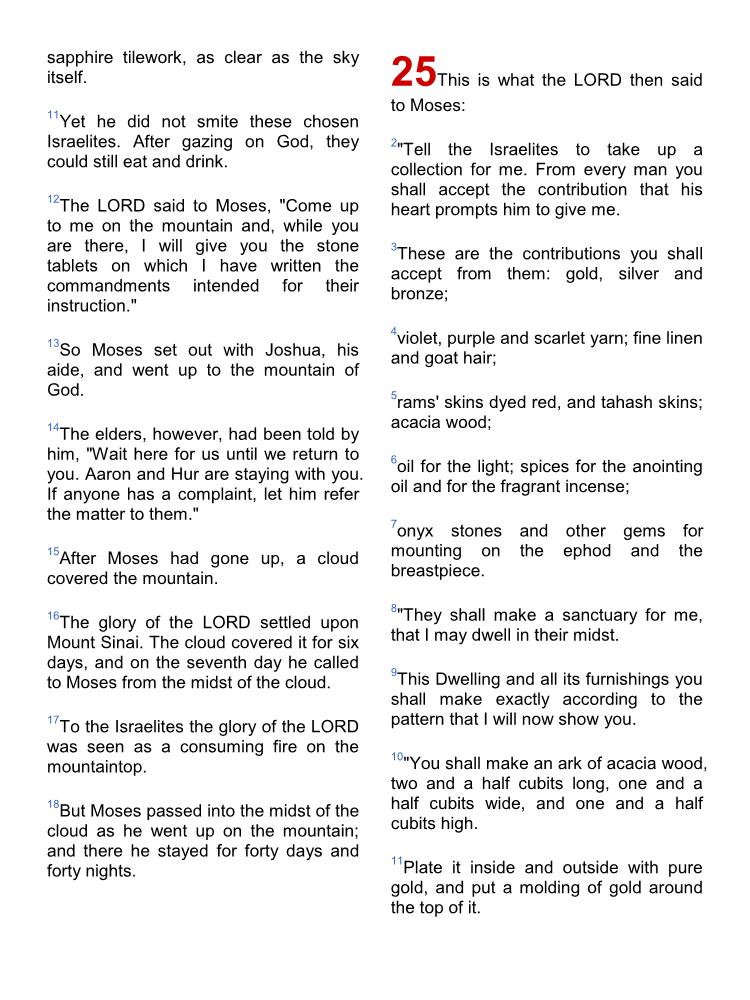 sapphire tilework, as clear as the sky
itself.
11Yet he did not smite these chosen
Israelites. After gazing on God, they
could still eat and drink.
12The LORD said to Moses, "Come up
to me on the mountain and, while you
are there, I will give you the stone
tablets on which I have written the
commandments intended for their
instruction."
13So Moses set out with Joshua, his
aide, and went up to the mountain of
God.
14The elders, however, had been told by
him, "Wait here for us until we return to
you. Aaron and Hur are staying with you.
If anyone has a complaint, let him refer
the matter to them."
15After Moses had gone up, a cloud
covered the mountain.
16The glory of the LORD settled upon
Mount Sinai. The cloud covered it for six
days, and on the seventh day he called
to Moses from the midst of the cloud.
17To the Israelites the glory of the LORD
was seen as a consuming fire on the
mountaintop.
18But Moses passed into the midst of the
cloud as he went up on the mountain;
and there he stayed for forty days and
forty nights.
25This is what the LORD then said
to Moses:
2"Tell the Israelites to take up a
collection for me. From every man you
shall accept the contribution that his
heart prompts him to give me.
3These are the contributions you shall
accept from them: gold, silver and
bronze;
4violet, purple and scarlet yarn; fine linen
and goat hair;
5rams' skins dyed red, and tahash skins;
acacia wood;
6oil for the light; spices for the anointing
oil and for the fragrant incense;
7onyx stones and other gems for
mounting on the ephod and the
breastpiece.
8"They shall make a sanctuary for me,
that I may dwell in their midst.
9This Dwelling and all its furnishings you
shall make exactly according to the
pattern that I will now show you.
10"You shall make an ark of acacia wood,
two and a half cubits long, one and a
half cubits wide, and one and a half
cubits high.
11Plate it inside and outside with pure
gold, and put a molding of gold around
the top of it.